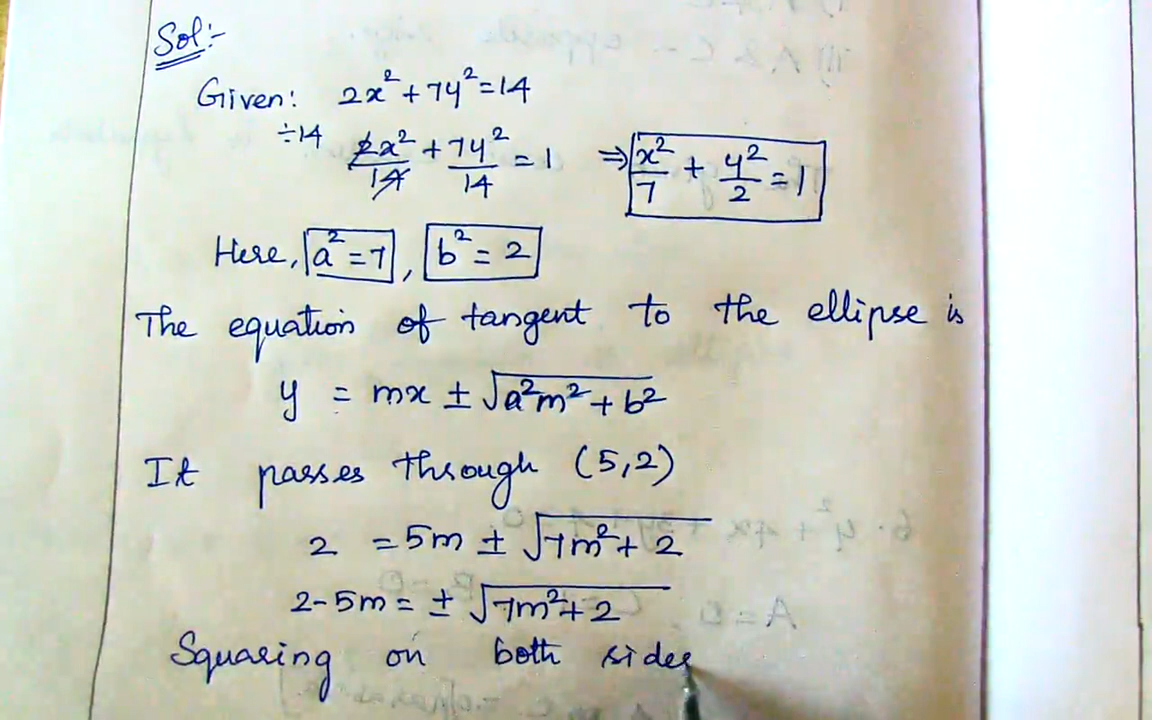 Sol:-
Given: 2x²+7y²=14
÷14 2x²/14 + 7y²/14 = 1 ⇒ x²/7 + y²/2 = 1
Here, a²=7, b²=2
The equation of tangent to the ellipse is
y = mx ± √a²m²+b²
It passes through (5,2)
2 = 5m ± √7m²+2
2-5m = ± √7m²+2
Squaring on both sides